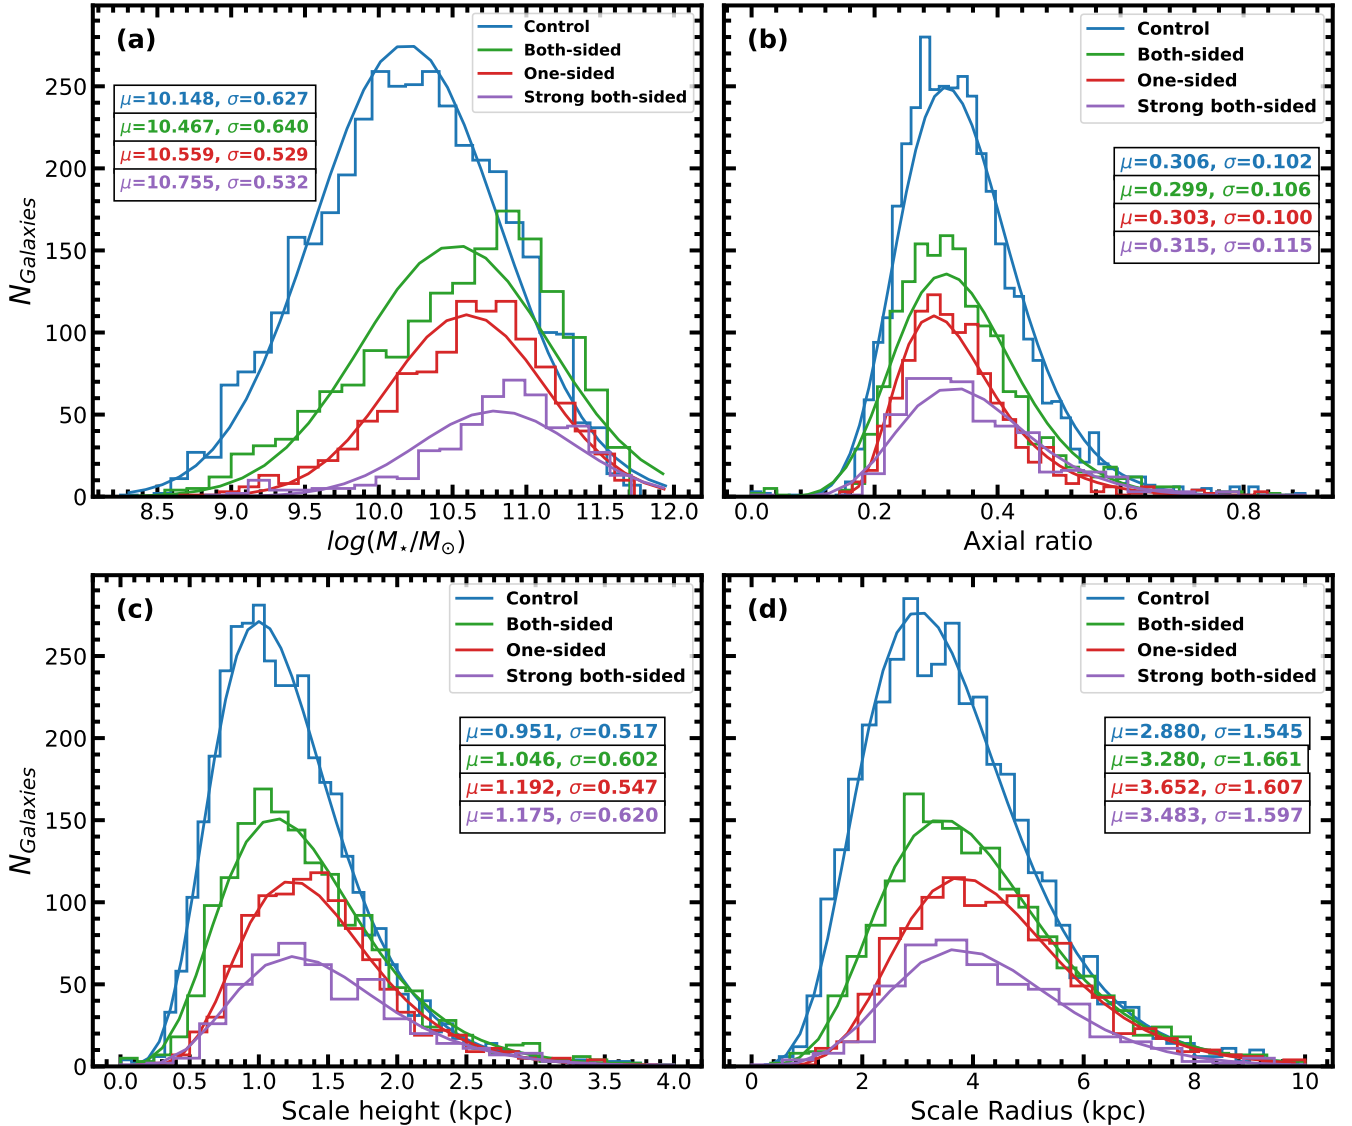 (a)
Control
Both-sided
One-sided
Strong both-sided
μ=10.148, σ=0.627
μ=10.467, σ=0.640
μ=10.559, σ=0.529
μ=10.755, σ=0.532
250
200
150
100
50
0
N_Galaxies
8.5 9.0 9.5 10.0 10.5 11.0 11.5 12.0
log(M⋆/M⊙)
(b)
Control
Both-sided
One-sided
Strong both-sided
μ=0.306, σ=0.102
μ=0.299, σ=0.106
μ=0.303, σ=0.100
μ=0.315, σ=0.115
0.0 0.2 0.4 0.6 0.8
Axial ratio
(c)
Control
Both-sided
One-sided
Strong both-sided
μ=0.951, σ=0.517
μ=1.046, σ=0.602
μ=1.192, σ=0.547
μ=1.175, σ=0.620
250
200
150
100
50
0
N_Galaxies
0.0 0.5 1.0 1.5 2.0 2.5 3.0 3.5 4.0
Scale height (kpc)
(d)
Control
Both-sided
One-sided
Strong both-sided
μ=2.880, σ=1.545
μ=3.280, σ=1.661
μ=3.652, σ=1.607
μ=3.483, σ=1.597
0 2 4 6 8 10
Scale Radius (kpc)